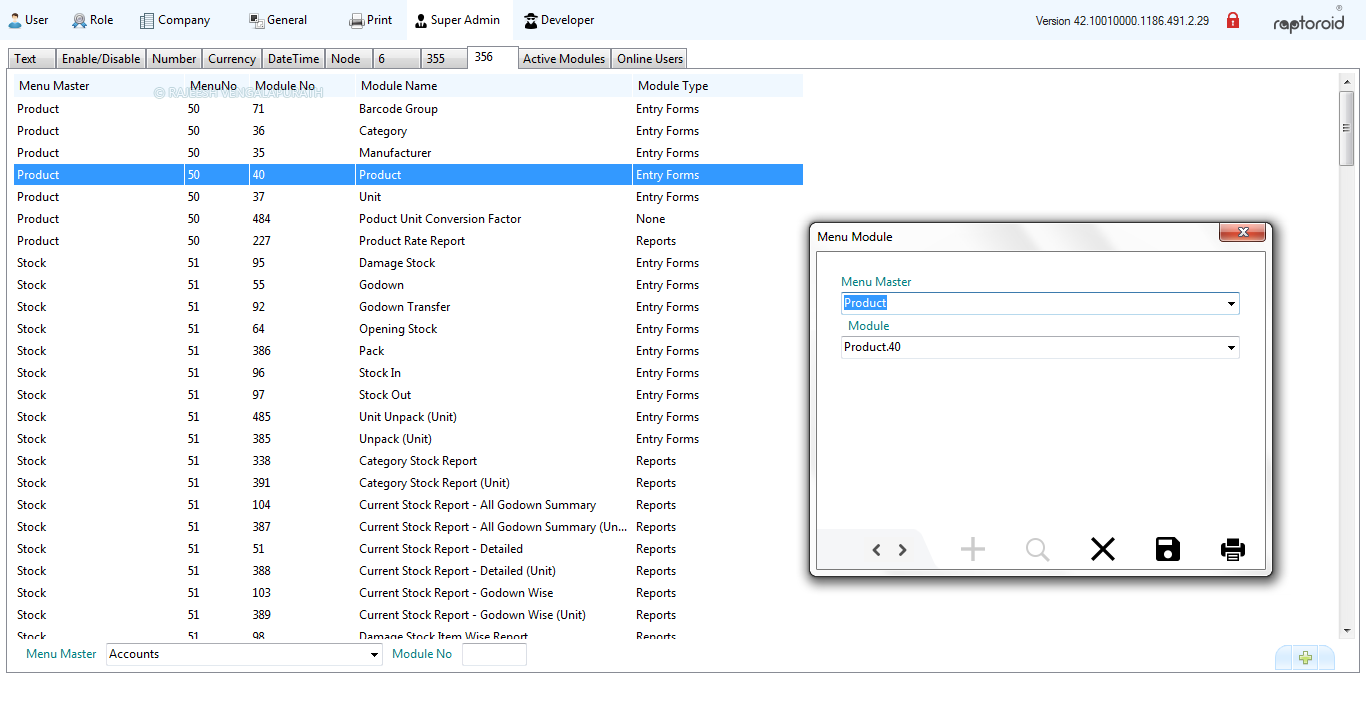 User Role Company General Print Super Admin Developer Version 42.10010000.1186.491.2.29 raptoroid®
Text Enable/Disable Number Currency DateTime Node 6 355 356 Active Modules Online Users
Menu Master MenuNo Module No Module Name Module Type
© RAJEESH VENGALAPURATH
Product 50 71 Barcode Group Entry Forms
Product 50 36 Category Entry Forms
Product 50 35 Manufacturer Entry Forms
Product 50 40 Product Entry Forms
Product 50 37 Unit Entry Forms
Product 50 484 Poduct Unit Conversion Factor None
Product 50 227 Product Rate Report Reports
Stock 51 95 Damage Stock Entry Forms
Stock 51 55 Godown Entry Forms
Stock 51 92 Godown Transfer Entry Forms
Stock 51 64 Opening Stock Entry Forms
Stock 51 386 Pack Entry Forms
Stock 51 96 Stock In Entry Forms
Stock 51 97 Stock Out Entry Forms
Stock 51 485 Unit Unpack (Unit) Entry Forms
Stock 51 385 Unpack (Unit) Entry Forms
Stock 51 338 Category Stock Report Reports
Stock 51 391 Category Stock Report (Unit) Reports
Stock 51 104 Current Stock Report - All Godown Summary Reports
Stock 51 387 Current Stock Report - All Godown Summary (Un... Reports
Stock 51 51 Current Stock Report - Detailed Reports
Stock 51 388 Current Stock Report - Detailed (Unit) Reports
Stock 51 103 Current Stock Report - Godown Wise Reports
Stock 51 389 Current Stock Report - Godown Wise (Unit) Reports
Stock 51 98 Damage Stock Item Wise Report Reports
Menu Master Accounts Module No
Menu Module
Menu Master
Product
Module
Product.40